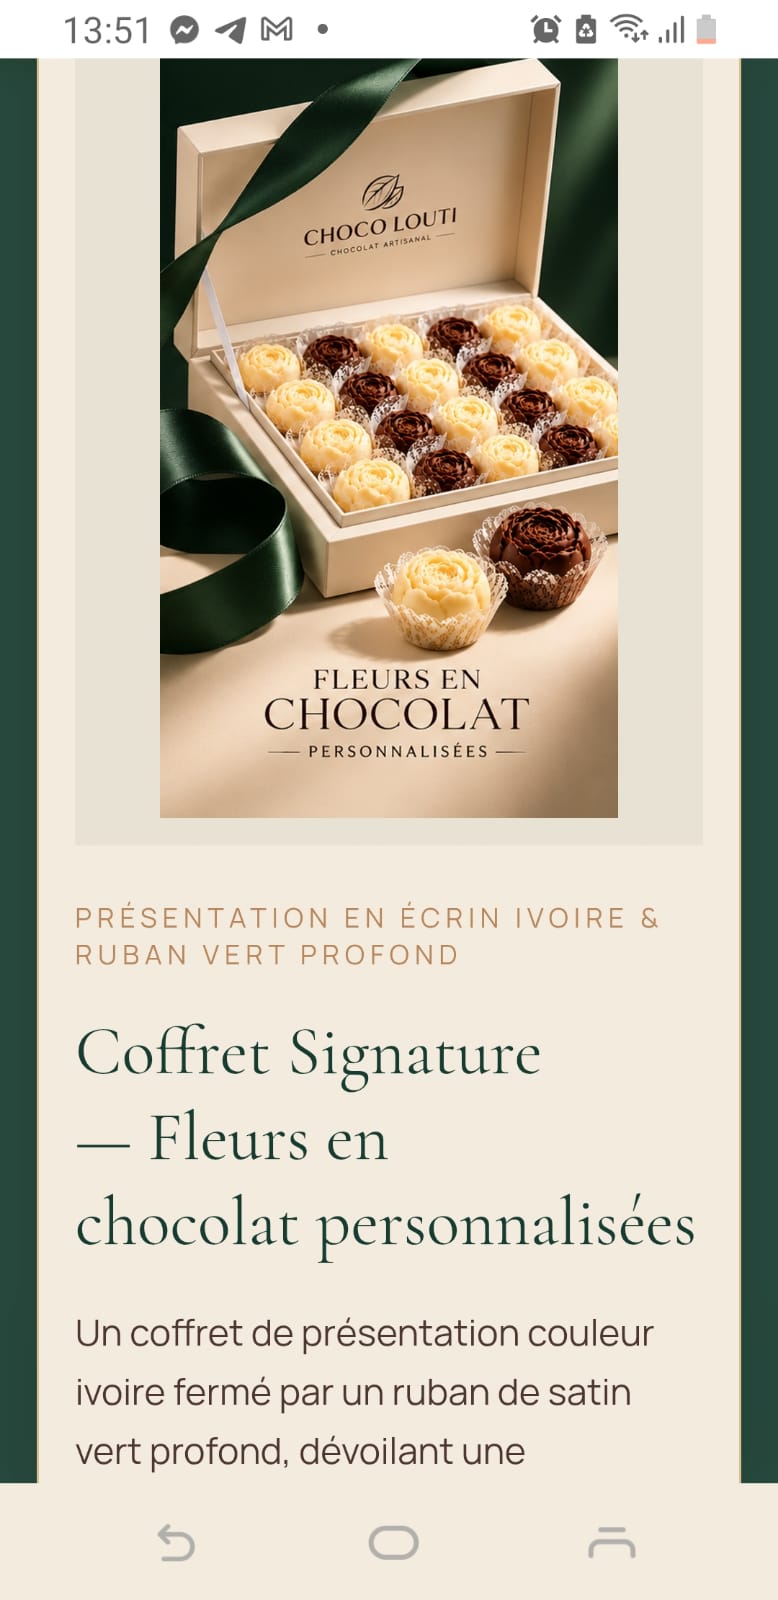 13:51
CHOCO LOUTI
CHOCOLAT ARTISANAL
FLEURS EN
CHOCOLAT
PERSONNALISÉES
PRÉSENTATION EN ÉCRIN IVOIRE &
RUBAN VERT PROFOND
Coffret Signature
— Fleurs en
chocolat personnalisées
Un coffret de présentation couleur
ivoire fermé par un ruban de satin
vert profond, dévoilant une